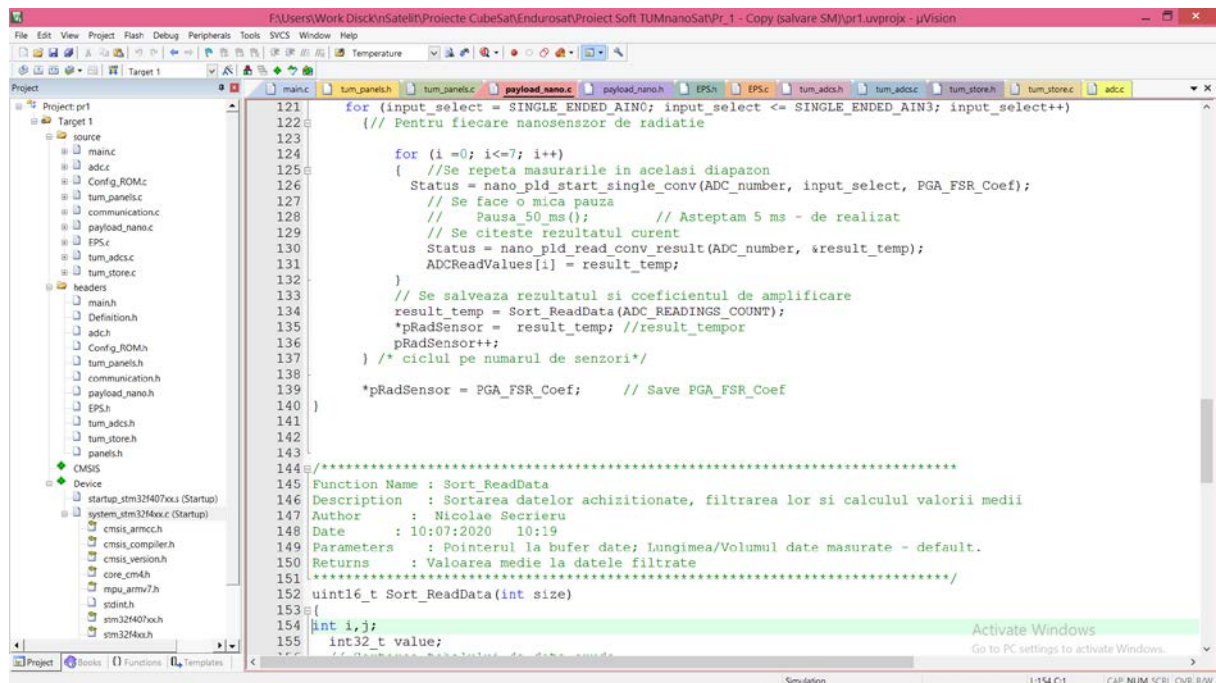 F:\Users\Work Disck\nSatelit\Proiecte CubeSat\Endurosat\Proiect Soft TUMnanoSat\Pr_1 - Copy (salvare SM)\pr1.uvprojx - µVision
File Edit View Project Flash Debug Peripherals Tools SVCS Window Help
Temperature
Target 1
Project
main.c tum_panels.h tum_panels.c payload_nano.c payload_nano.h EPS.h EPS.c tum_adcs.h tum_adcs.c tum_store.h tum_store.c adc.c
Project: pr1
Target 1
source
main.c
adc.c
Config_ROM.c
tum_panels.c
communication.c
payload_nano.c
EPS.c
tum_adcs.c
tum_store.c
headers
main.h
Definition.h
adc.h
Config_ROM.h
tum_panels.h
communication.h
payload_nano.h
EPS.h
tum_adcs.h
tum_store.h
panels.h
CMSIS
Device
startup_stm32f407xx.s (Startup)
system_stm32f4xx.c (Startup)
cmsis_armcc.h
cmsis_compiler.h
cmsis_version.h
core_cm4.h
mpu_armv7.h
stdint.h
stm32f407xx.h
stm32f4xx.h
Project Books {} Functions Templates
121 for (input_select = SINGLE_ENDED_AIN0; input_select <= SINGLE_ENDED_AIN3; input_select++)
122 {// Pentru fiecare nanosenszor de radiatie
123
124 for (i =0; i<=7; i++)
125 { //Se repeta masurarile in acelasi diapazon
126 Status = nano_pld_start_single_conv(ADC_number, input_select, PGA_FSR_Coef);
127 // Se face o mica pauza
128 // Pausa_50_ms(); // Asteptam 5 ms - de realizat
129 // Se citeste rezultatul curent
130 Status = nano_pld_read_conv_result(ADC_number, &result_temp);
131 ADCReadValues[i] = result_temp;
132 }
133 // Se salveaza rezultatul si coeficientul de amplificare
134 result_temp = Sort_ReadData(ADC_READINGS_COUNT);
135 *pRadSensor = result_temp; //result_tempor
136 pRadSensor++;
137 } /* ciclul pe numarul de senzori*/
138
139 *pRadSensor = PGA_FSR_Coef; // Save PGA_FSR_Coef
140 }
141
142
143
144 /******************************************************************************
145 Function Name : Sort_ReadData
146 Description : Sortarea datelor achizitionate, filtrarea lor si calculul valorii medii
147 Author : Nicolae Secrieru
148 Date : 10:07:2020 10:19
149 Parameters : Pointerul la bufer date; Lungimea/Volumul date masurate - default.
150 Returns : Valoarea medie la datele filtrate
151 ******************************************************************************/
152 uint16_t Sort_ReadData(int size)
153 {
154 int i,j;
155 int32_t value;
Activate Windows
Go to PC settings to activate Windows.
Simulation L:154 C:1 CAP NUM SCRL OVR R/W